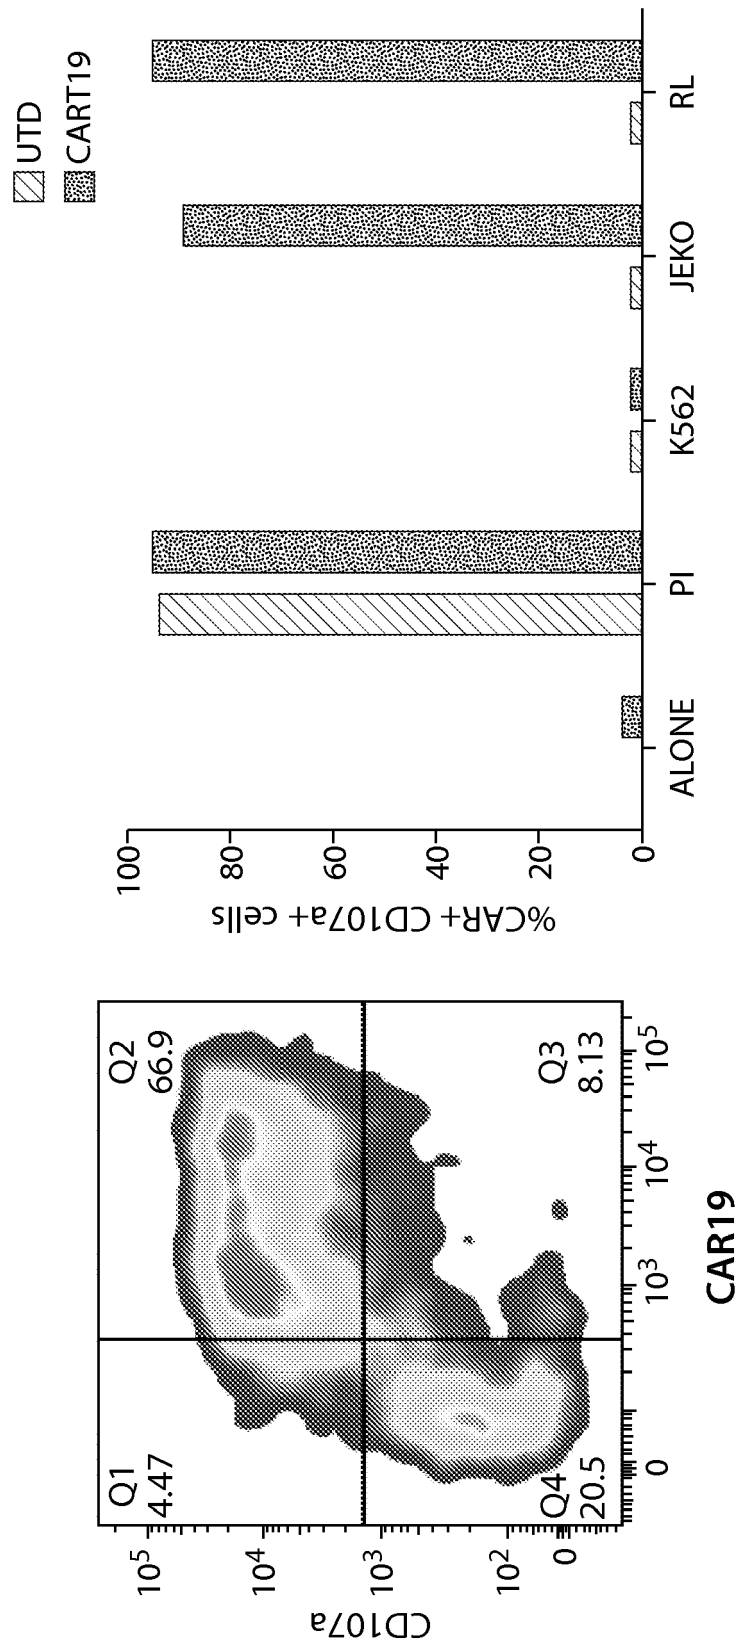 CD107a
10⁵
10⁴
10³
10²
0
Q1
4.47
Q2
66.9
Q4
20.5
Q3
8.13
0
10³
10⁴
10⁵
CAR19
%CAR+ CD107a+ cells
100
80
60
40
20
0
UTD
CART19
ALONE
PI
K562
JEKO
RL